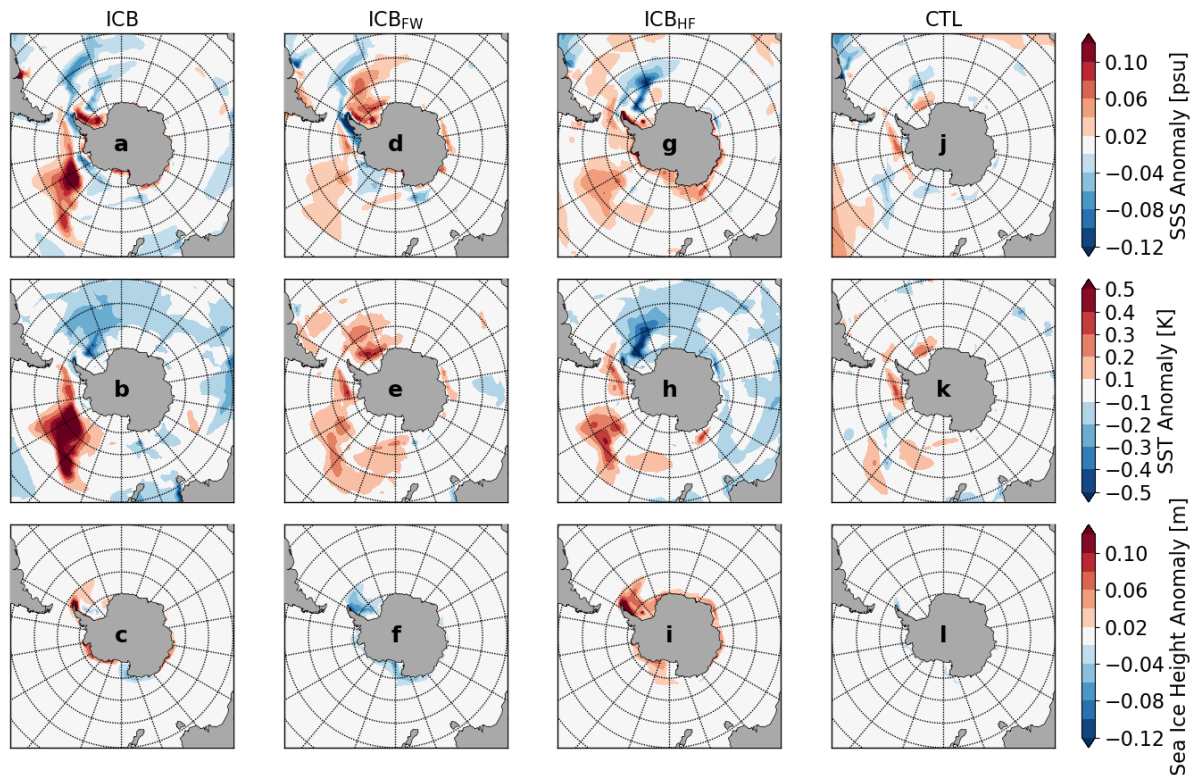 ICB
ICB_FW
ICB_HF
CTL
a
d
g
j
0.10
0.06
0.02
−0.04
−0.08
−0.12
SSS Anomaly [psu]
b
e
h
k
0.5
0.4
0.3
0.2
0.1
−0.1
−0.2
−0.3
−0.4
−0.5
SST Anomaly [K]
c
f
i
l
0.10
0.06
0.02
−0.04
−0.08
−0.12
Sea Ice Height Anomaly [m]